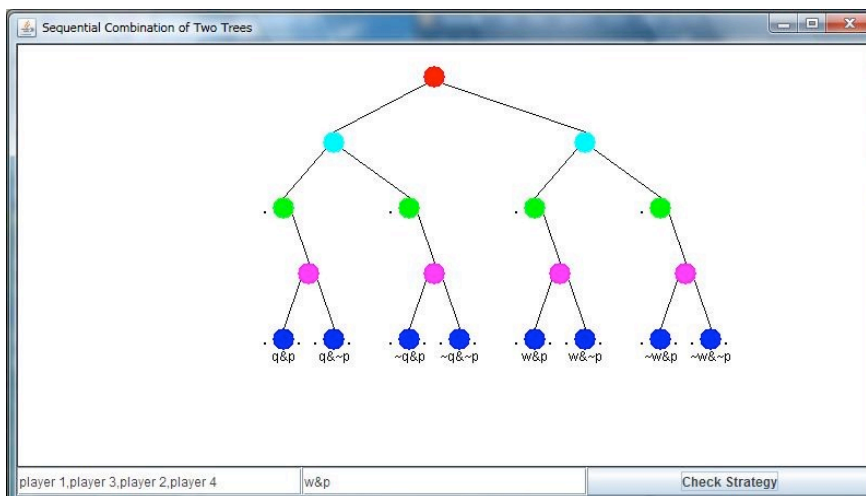 Sequential Combination of Two Trees
q&p q&~p ~q&p ~q&~p w&p w&~p ~w&p ~w&~p
player 1,player 3,player 2,player 4 w&p Check Strategy